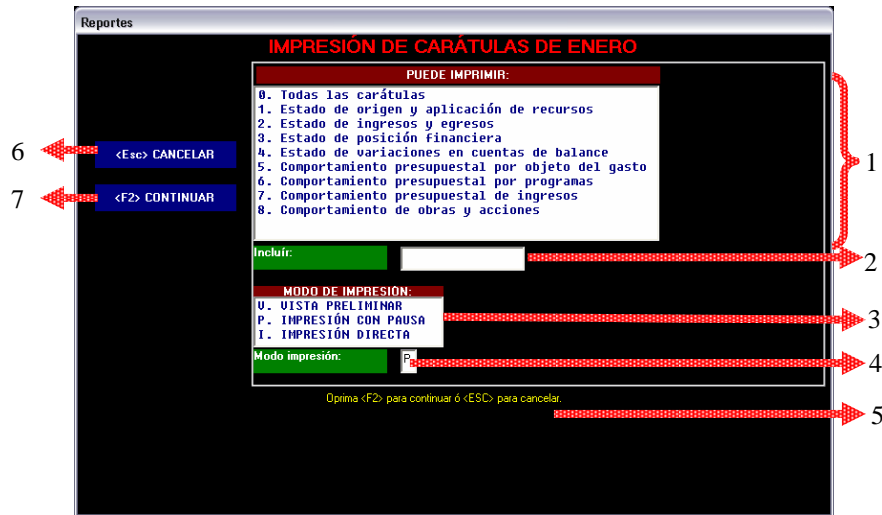 Reportes
IMPRESIÓN DE CARÁTULAS DE ENERO
PUEDE IMPRIMIR:
0. Todas las carátulas
1. Estado de origen y aplicación de recursos
2. Estado de ingresos y egresos
3. Estado de posición financiera
4. Estado de variaciones en cuentas de balance
5. Comportamiento presupuestal por objeto del gasto
6. Comportamiento presupuestal por programas
7. Comportamiento presupuestal de ingresos
8. Comportamiento de obras y acciones
1
6
<Esc> CANCELAR
7
<F2> CONTINUAR
Incluír:
2
MODO DE IMPRESIÓN:
V. VISTA PRELIMINAR
P. IMPRESIÓN CON PAUSA
I. IMPRESIÓN DIRECTA
3
Modo impresión:
P
4
Oprima <F2> para continuar ó <ESC> para cancelar.
5